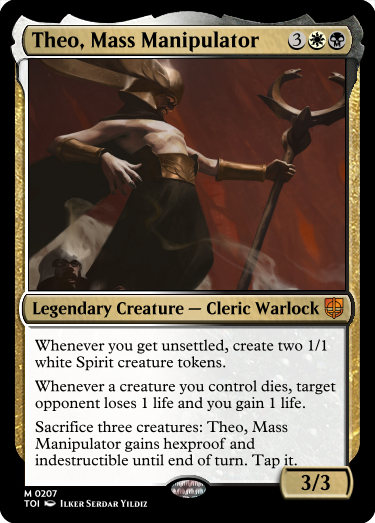 Theo, Mass Manipulator 3
Legendary Creature — Cleric Warlock
Whenever you get unsettled, create two 1/1
white Spirit creature tokens.
Whenever a creature you control dies, target
opponent loses 1 life and you gain 1 life.
Sacrifice three creatures: Theo, Mass
Manipulator gains hexproof and
indestructible until end of turn. Tap it.
3/3
M 0207
TOI Ilker Serdar Yildiz